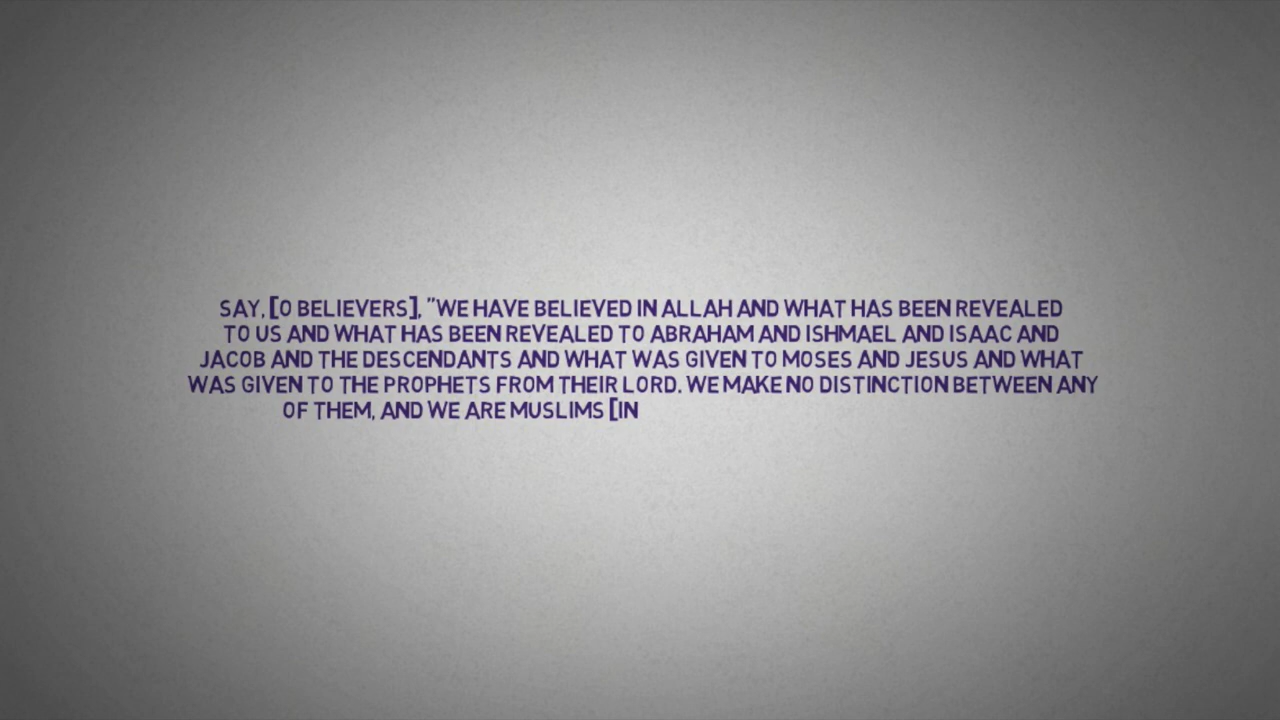 SAY, [O BELIEVERS], "WE HAVE BELIEVED IN ALLAH AND WHAT HAS BEEN REVEALED
TO US AND WHAT HAS BEEN REVEALED TO ABRAHAM AND ISHMAEL AND ISAAC AND
JACOB AND THE DESCENDANTS AND WHAT WAS GIVEN TO MOSES AND JESUS AND WHAT
WAS GIVEN TO THE PROPHETS FROM THEIR LORD. WE MAKE NO DISTINCTION BETWEEN ANY
OF THEM, AND WE ARE MUSLIMS [IN